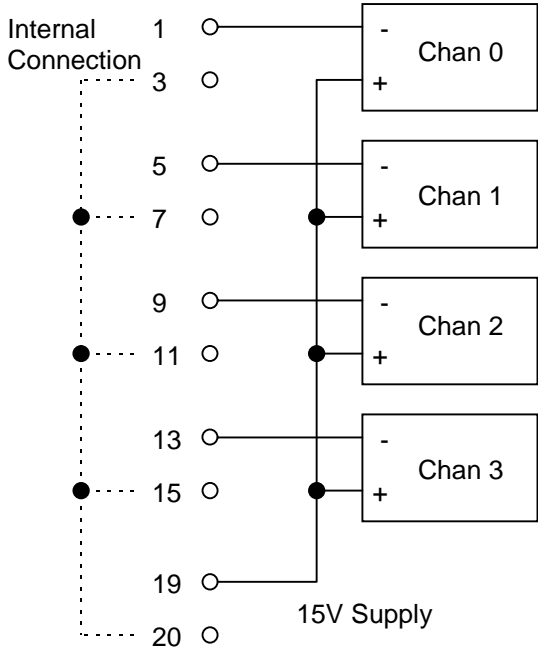 Internal
Connection
1
-
Chan 0
3
+
5
-
Chan 1
7
+
9
-
Chan 2
11
+
13
-
Chan 3
15
+
19
15V Supply
20